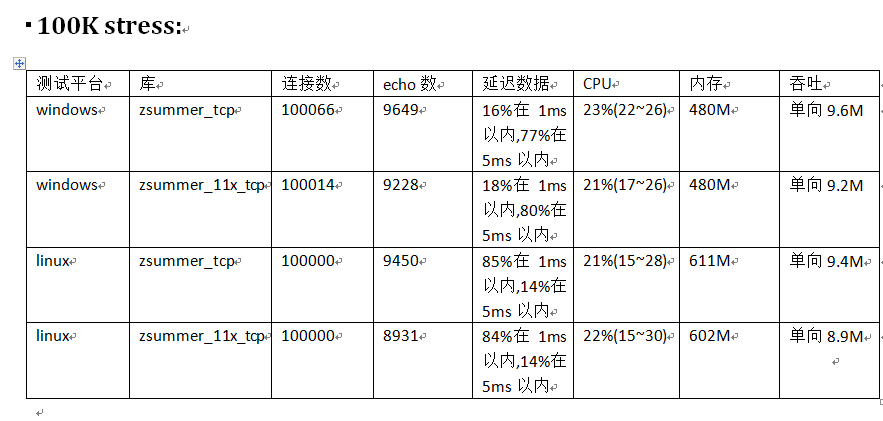 100K stress:
测试平台 库 连接数 echo 数 延迟数据 CPU 内存 吞吐
windows zsummer_tcp 100066 9649 16%在 1ms 23%(22~26) 480M 单向 9.6M
以内,77%在
5ms 以内
windows zsummer_11x_tcp 100014 9228 18%在 1ms 21%(17~26) 480M 单向 9.2M
以内,80%在
5ms 以内
linux zsummer_tcp 100000 9450 85%在 1ms 21%(15~28) 611M 单向 9.4M
以内,14%在
5ms 以内
linux zsummer_11x_tcp 100000 8931 84%在 1ms 22%(15~30) 602M 单向 8.9M
以内,14%在
5ms 以内